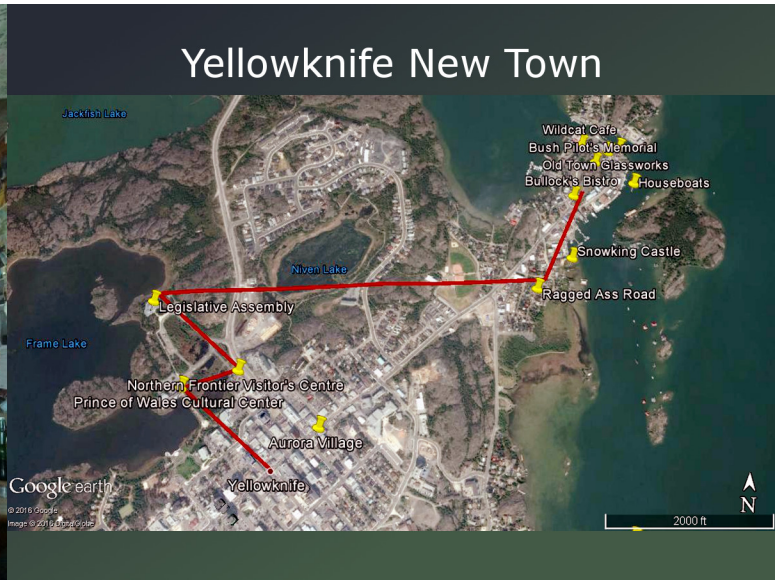 Yellowknife New Town
Jackfish Lake
Wildcat Cafe
Bush Pilot's Memorial
Old Town Glassworks
Bullock's Bistro
Houseboats
Snowking Castle
Niven Lake
Ragged Ass Road
Legislative Assembly
Frame Lake
Northern Frontier Visitor's Centre
Prince of Wales Cultural Center
Aurora Village
Yellowknife
Google earth
© 2016 Google
Image © 2016 DigitalGlobe
N
2000 ft